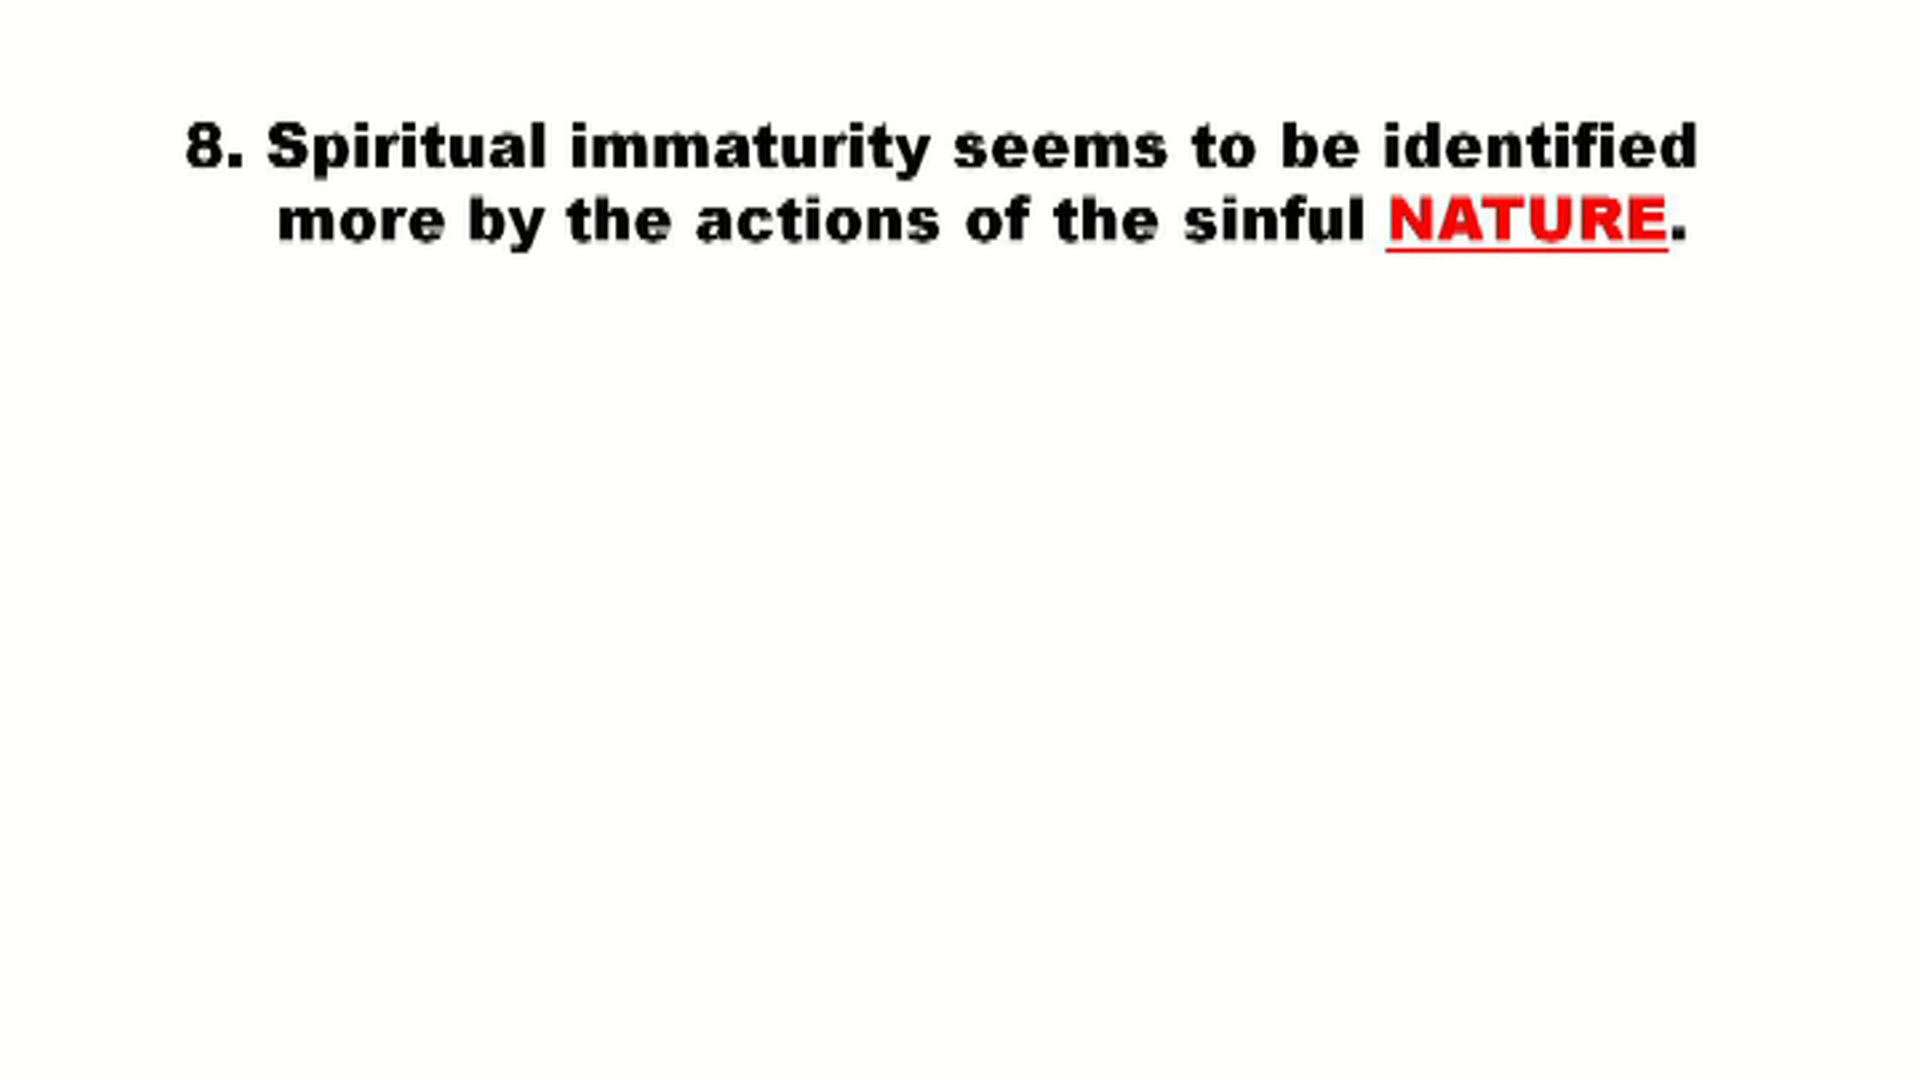 8. Spiritual immaturity seems to be identified
more by the actions of the sinful NATURE.